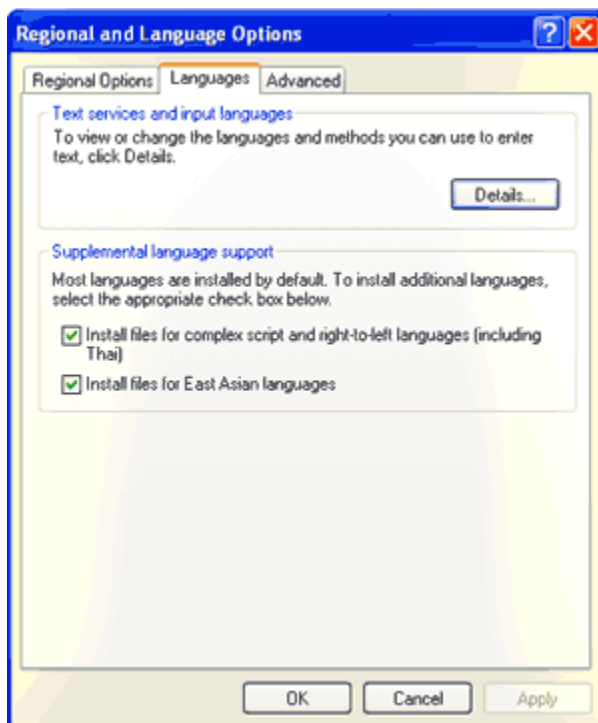 Regional and Language Options
Regional Options Languages Advanced
Text services and input languages
To view or change the languages and methods you can use to enter
text, click Details.
Details...
Supplemental language support
Most languages are installed by default. To install additional languages,
select the appropriate check box below.
Install files for complex script and right-to-left languages (including
Thai)
Install files for East Asian languages
OK Cancel Apply